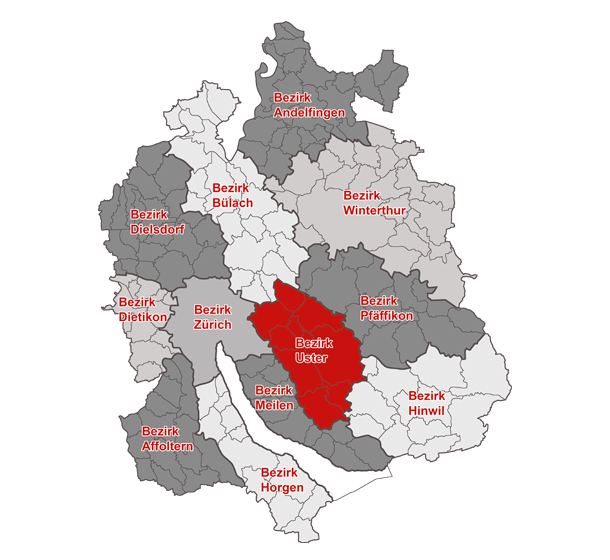 Bezirk
Andelfingen
Bezirk
Bülach
Bezirk
Winterthur
Bezirk
Dielsdorf
Bezirk
Dietikon
Bezirk
Zürich
Bezirk
Pfäffikon
Bezirk
Uster
Bezirk
Meilen
Bezirk
Hinwil
Bezirk
Affoltern
Bezirk
Horgen